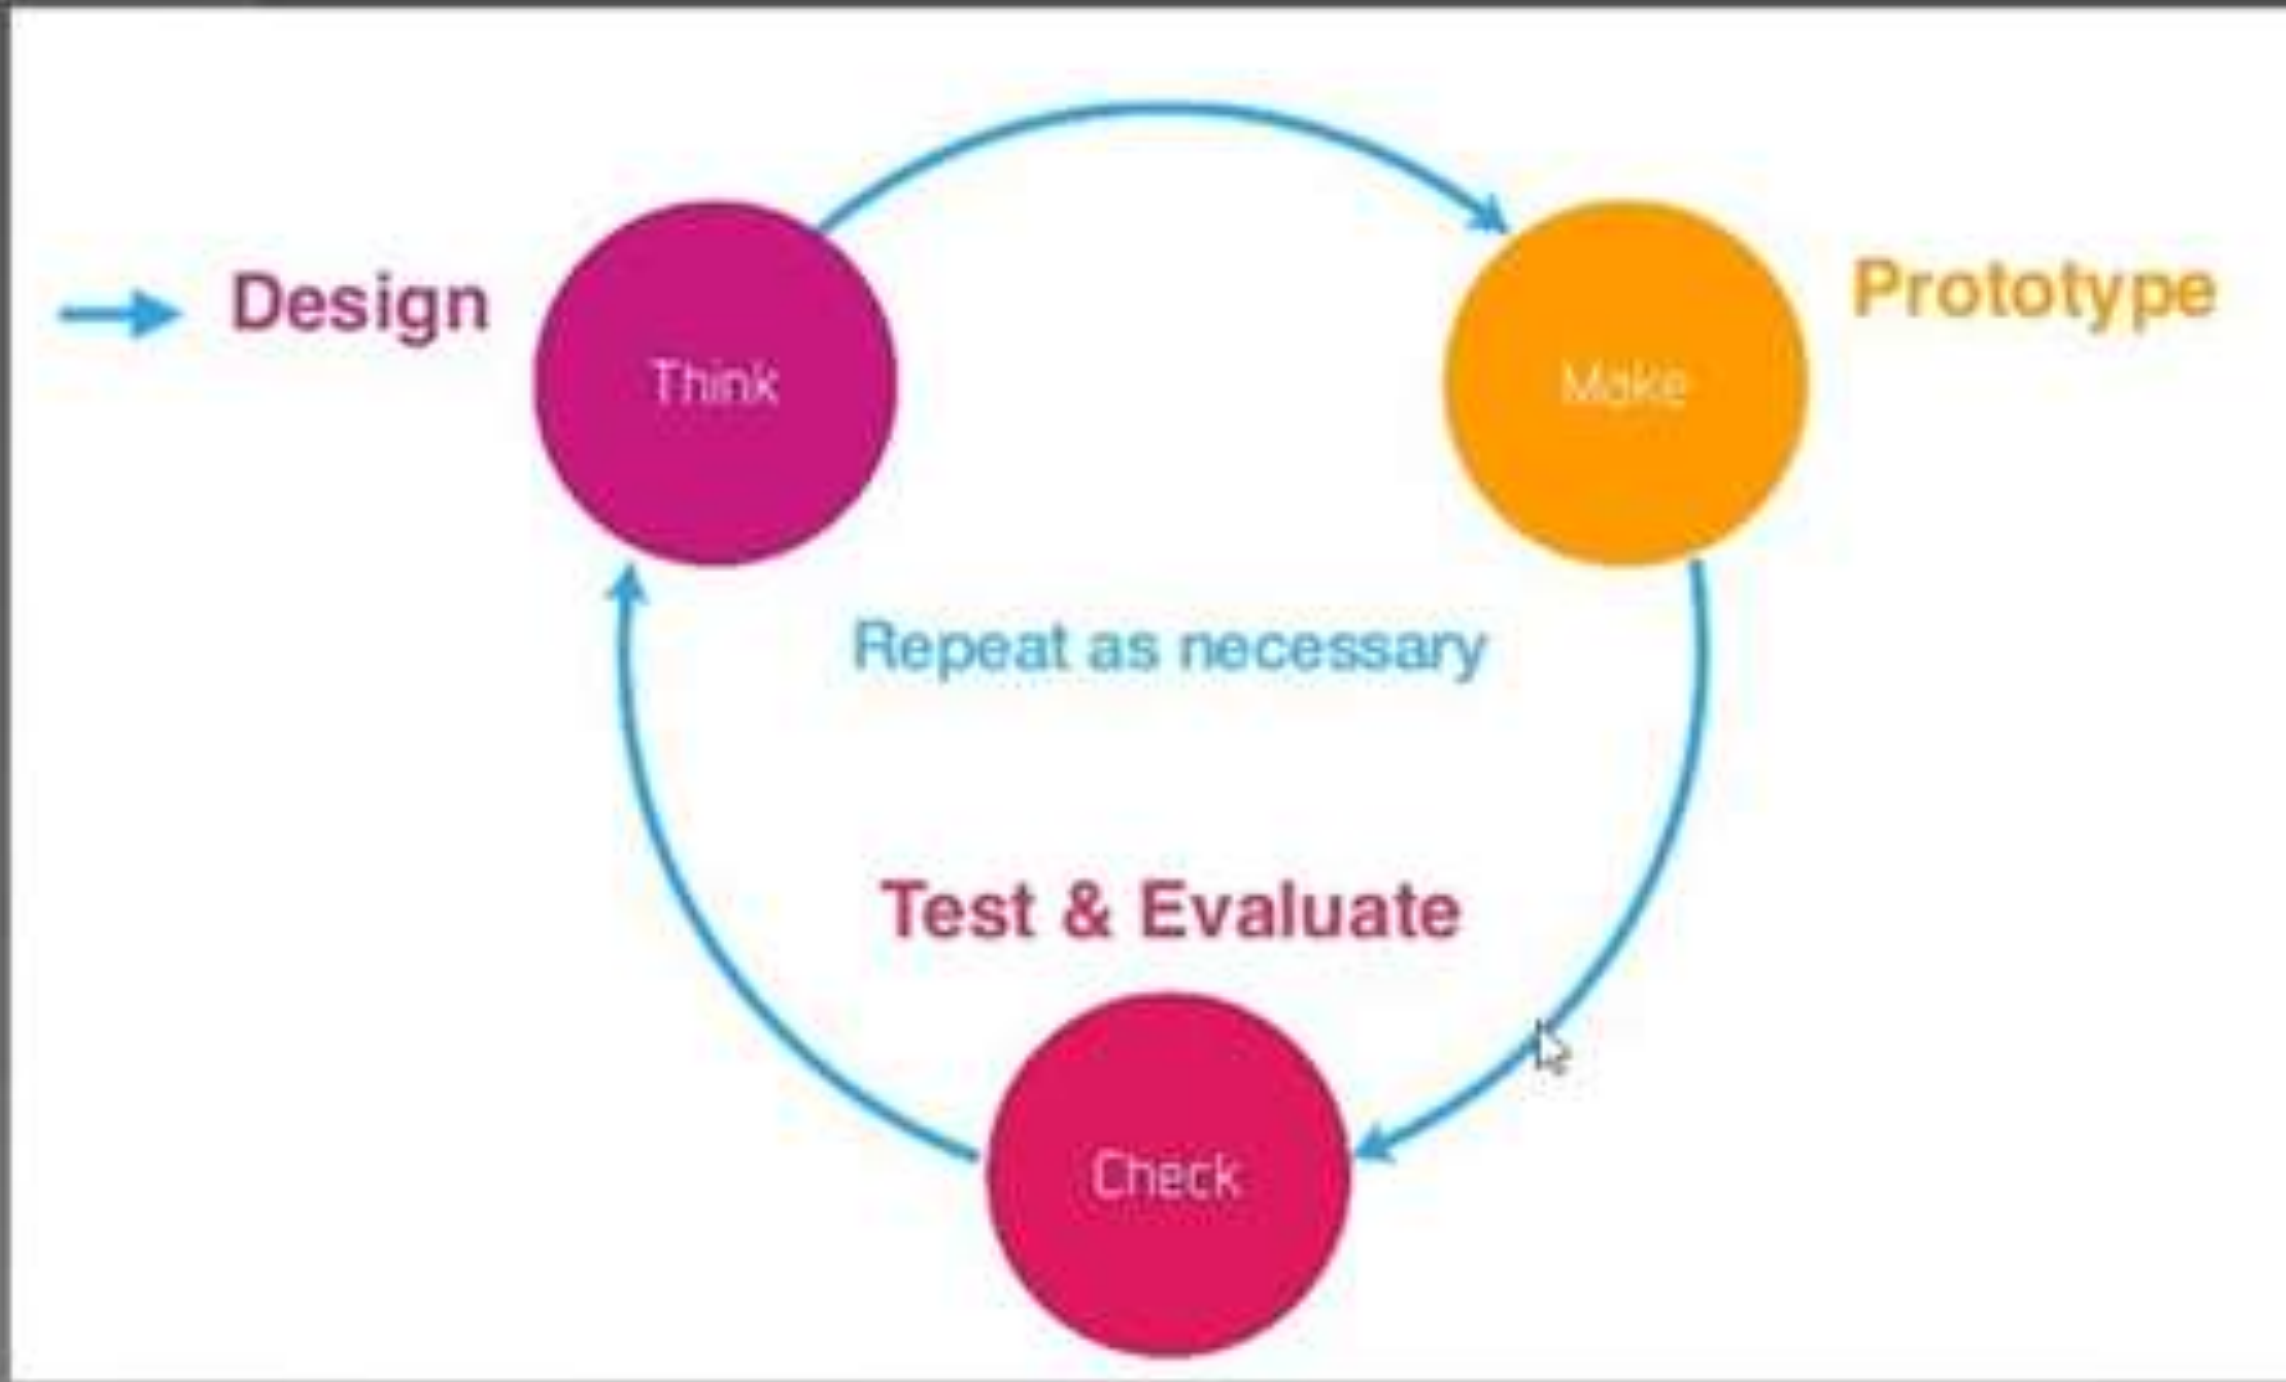 Design
Think
Make
Prototype
Repeat as necessary
Test & Evaluate
Check